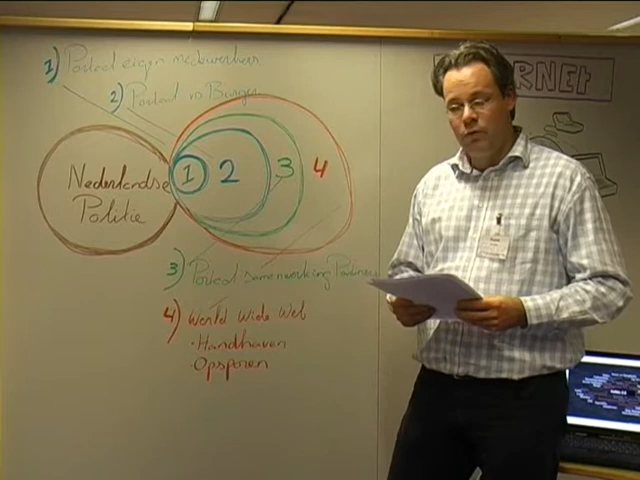 1) Portaal eigen medewerkers
2) Portaal vo Burger
Nederlandse
Politie
1
2
3
4
3) Portaal samenwerking Partners
4) World Wide Web
• Handhaven
• Opsporen
RNEt